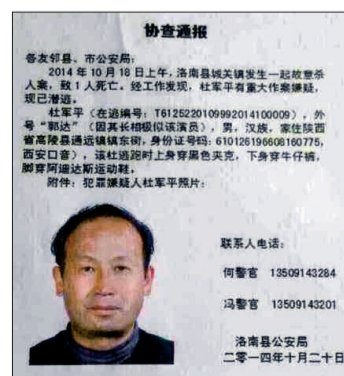 协查通报
各友邻县、市公安局:
2014年10月18日上午,洛南县城关镇发生一起故意杀
人案,致1人死亡。经工作发现,杜军平有重大作案嫌疑,
现已潜逃。
杜军平(在逃编号:T6125220109992014100009),外
号“郭达”(因其长相极似该演员),男,汉族,家住陕西
省高陵县通远镇镇东街,身份证号码:610126196608160775,
西安口音),该杜逃跑时上身穿黑色夹克,下身穿牛仔裤,
脚穿阿迪达斯运动鞋。
附件:犯罪嫌疑人杜军平照片:
联系人电话:
何警官 13509143284
冯警官 13509143201
洛南县公安局
二零一四年十月二十日